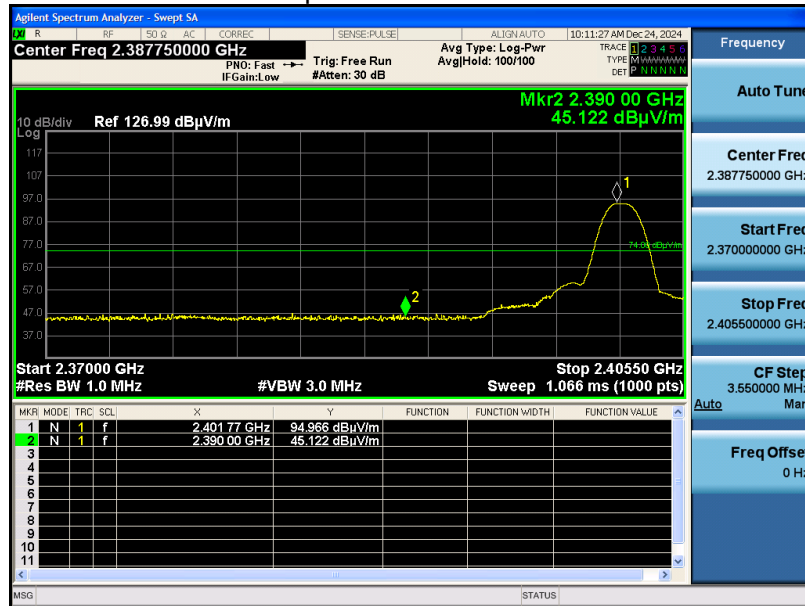 Agilent Spectrum Analyzer - Swept SA
LXI R RF 50 Ω AC CORREC SENSE:PULSE ALIGN AUTO 10:11:27 AM Dec 24, 2024
Center Freq 2.387750000 GHz
PNO: Fast
IFGain:Low
Trig: Free Run
#Atten: 30 dB
Avg Type: Log-Pwr
Avg|Hold: 100/100
TRACE 1 2 3 4 5 6
TYPE M
DET P N N N N N
Mkr2 2.390 00 GHz
45.122 dBµV/m
10 dB/div Ref 126.99 dBµV/m
Log
117
107
97.0
87.0
77.0
67.0
57.0
47.0
37.0
1
2
Start 2.37000 GHz Stop 2.40550 GHz
#Res BW 1.0 MHz #VBW 3.0 MHz Sweep 1.066 ms (1000 pts)
MKR MODE TRC SCL X Y FUNCTION FUNCTION WIDTH FUNCTION VALUE
1 N 1 f 2.401 77 GHz 94.966 dBµV/m
2 N 1 f 2.390 00 GHz 45.122 dBµV/m
3
4
5
6
7
8
9
10
11
MSG STATUS
Frequency
Auto Tune
Center Freq
2.387750000 GHz
Start Freq
2.370000000 GHz
Stop Freq
2.405500000 GHz
CF Step
3.550000 MHz
Auto Man
Freq Offset
0 Hz